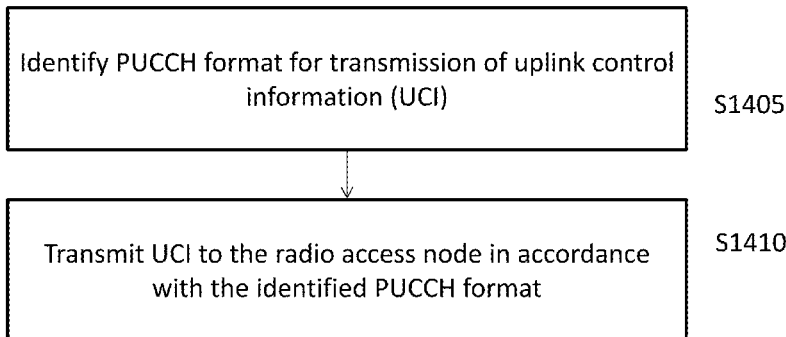 Identify PUCCH format for transmission of uplink control
information (UCI)
S1405
Transmit UCI to the radio access node in accordance
with the identified PUCCH format
S1410